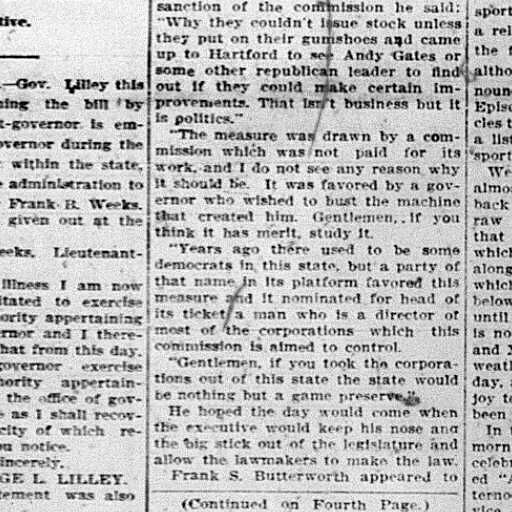 tive.
.—Gov. Lilley this
ning the bill by
t-governor is em-
overnor during the
within the state,
administration to
Frank B. Weeks.
given out at the
eeks, Lieutenant-
illness I am now
itated to exercise
ority appertaining
rnor and I there-
hat from this day,
governor exercise
hority appertain-
the office of gov-
e as I shall recov-
city of which re-
ou notice.
incerely,
GE L. LILLEY.
tement was also
sanction of the commission he said:
"Why they couldn't issue stock unless
they put on their gumshoes and came
up to Hartford to see Andy Gates or
some other republican leader to find
out if they could make certain im-
provements. That isn't business but it
is politics."
"The measure was drawn by a com-
mission which was not paid for its
work, and I do not see any reason why
it should be. It was favored by a gov-
ernor who wished to bust the machine
that created him. Gentlemen, if you
think it has merit, study it.
"Years ago there used to be some
democrats in this state, but a party of
that name in its platform favored this
measure and it nominated for head of
its ticket a man who is a director of
most of the corporations which this
commission is aimed to control.
"Gentlemen, if you took the corpora-
tions out of this state the state would
be nothing but a game preserve."
He hoped the day would come when
the executive would keep his nose and
the big stick out of the legislature and
allow the lawmakers to make the law.
Frank S. Butterworth appeared to
(Continued on Fourth Page.)
sport
a rel
the f
altho
noun
Episc
cles t
a list
sport
We
almo
back
raw
that
which
along
which
below
until
is no
and
weath
day, a
joy t
been
In t
morn
celeb
ed "A
terno